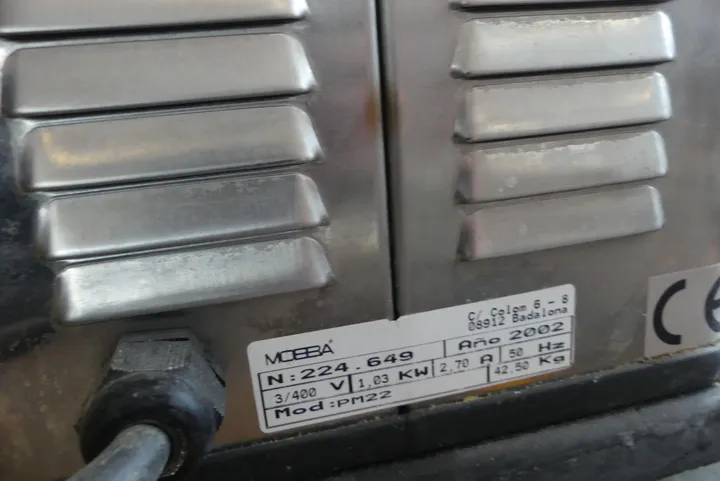 MOBBA
C/ Colom 6 - 8
08912 Badalona
N:224.649
Año 2002
3/400 V
1,03 KW
2,70 A
50 Hz
Mod:PM22
42,50 Kg
CE